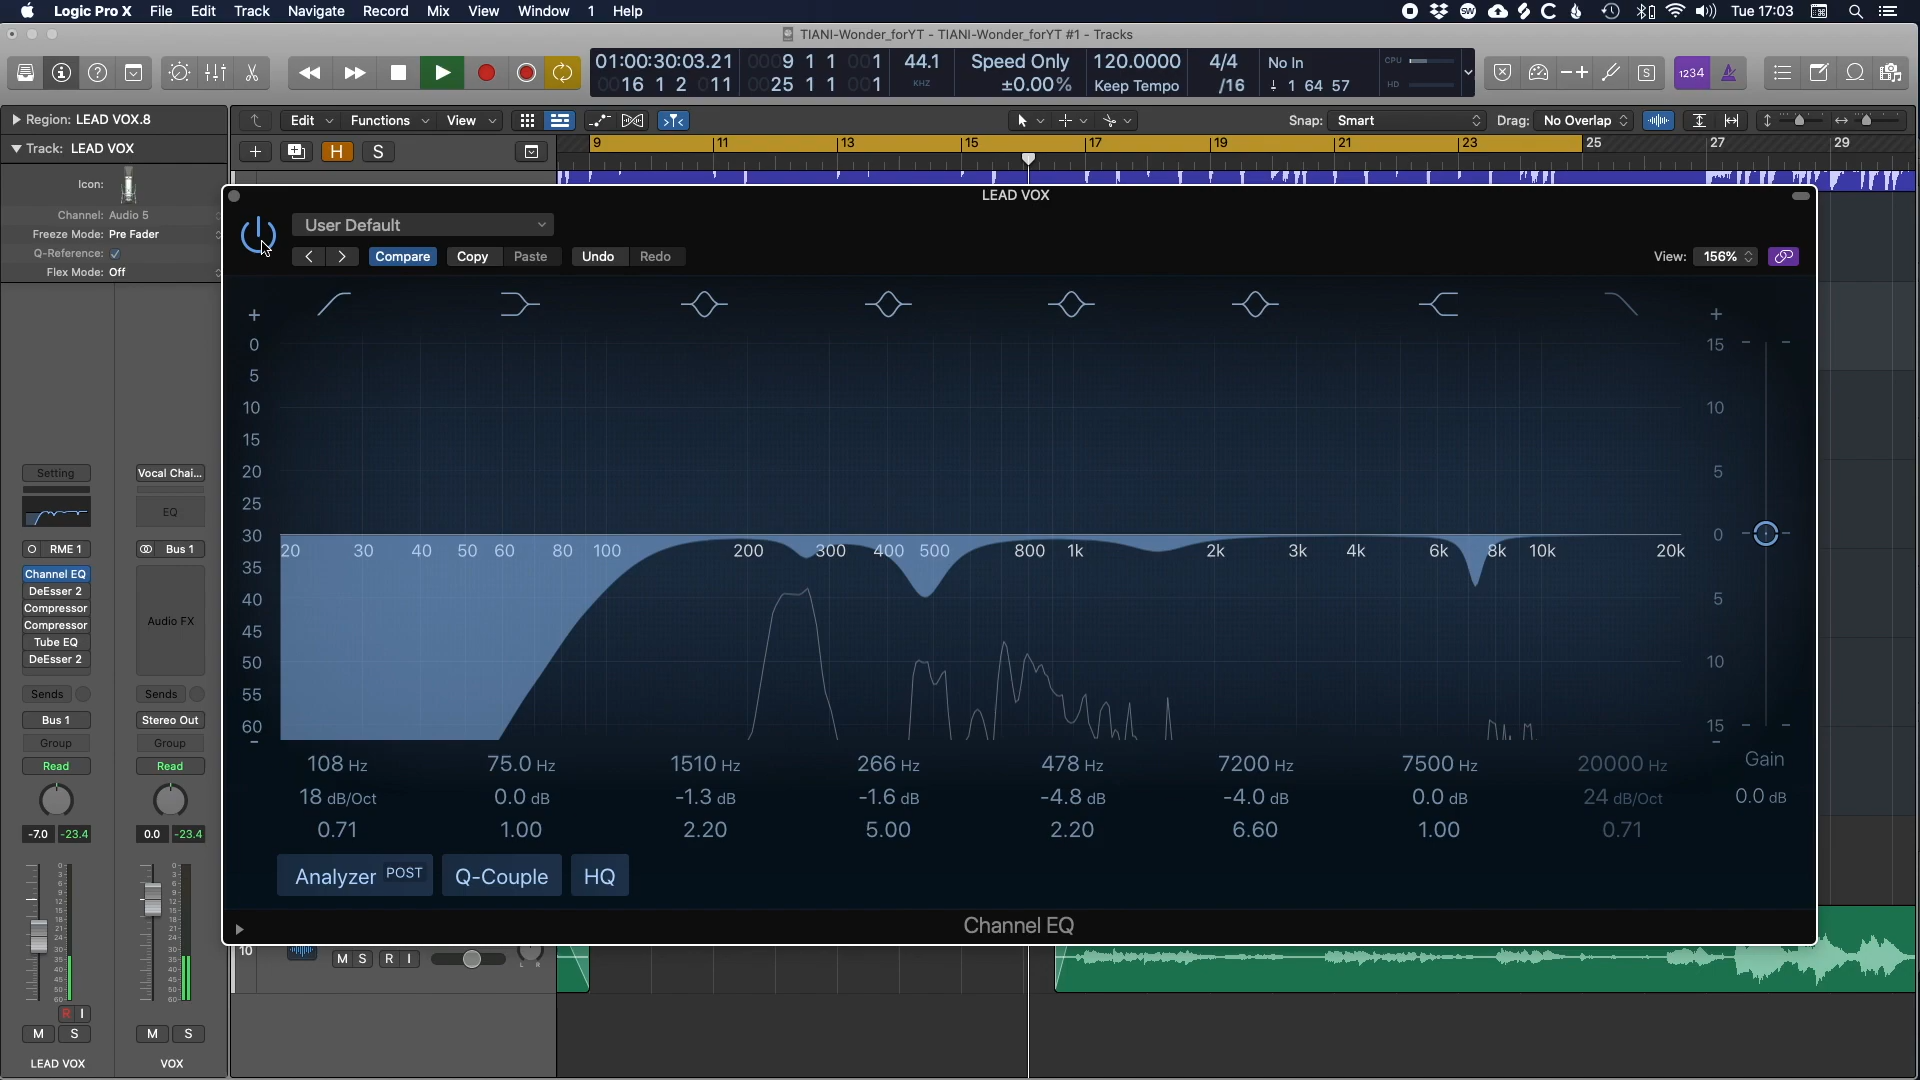 Logic Pro X File Edit Track Navigate Record Mix View Window 1 Help Tue 17:03
TIANI-Wonder_forYT - TIANI-Wonder_forYT #1 - Tracks
01:00:30:03.21 0009 1 1 001 44.1 Speed Only 120.0000 4/4 No In CPU
0016 1 2 011 0025 1 1 001 KHZ ±0.00% Keep Tempo /16 1 64 57 HD
1234
Region: LEAD VOX.8 Edit Functions View Snap: Smart Drag: No Overlap
Track: LEAD VOX H S 9 11 13 15 17 19 21 23 25 27 29
Icon:
Channel: Audio 5
Freeze Mode: Pre Fader
Q-Reference:
Flex Mode: Off
LEAD VOX
User Default
Compare Copy Paste Undo Redo View: 156%
+ +
0 15
5
10 10
15
20 5
25
30 0
20 30 40 50 60 80 100 200 300 400 500 800 1k 2k 3k 4k 6k 8k 10k 20k
35
40 5
45
50 10
55
60 15
- -
108 Hz 75.0 Hz 1510 Hz 266 Hz 478 Hz 7200 Hz 7500 Hz 20000 Hz Gain
18 dB/Oct 0.0 dB -1.3 dB -1.6 dB -4.8 dB -4.0 dB 0.0 dB 24 dB/Oct 0.0 dB
0.71 1.00 2.20 5.00 2.20 6.60 1.00 0.71
Analyzer POST Q-Couple HQ
Channel EQ
Setting Vocal Chai...
EQ
RME 1 Bus 1
Channel EQ
DeEsser 2
Compressor
Compressor Audio FX
Tube EQ
DeEsser 2
Sends Sends
Bus 1 Stereo Out
Group Group
Read Read
-7.0 -23.4 0.0 -23.4
R I
M S M S
LEAD VOX VOX
10 M S R I L R